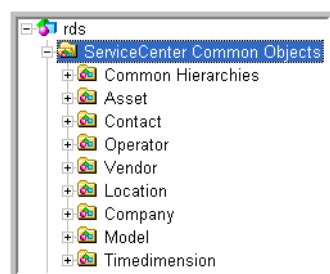 rds
ServiceCenter Common Objects
Common Hierarchies
Asset
Contact
Operator
Vendor
Location
Company
Model
Timedimension